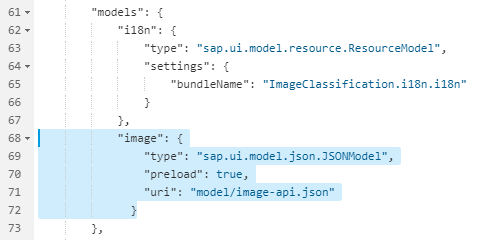 61 "models": {
62 "i18n": {
63 "type": "sap.ui.model.resource.ResourceModel",
64 "settings": {
65 "bundleName": "ImageClassification.i18n.i18n"
66 }
67 },
68 "image": {
69 "type": "sap.ui.model.json.JSONModel",
70 "preload": true,
71 "uri": "model/image-api.json"
72 }
73 },